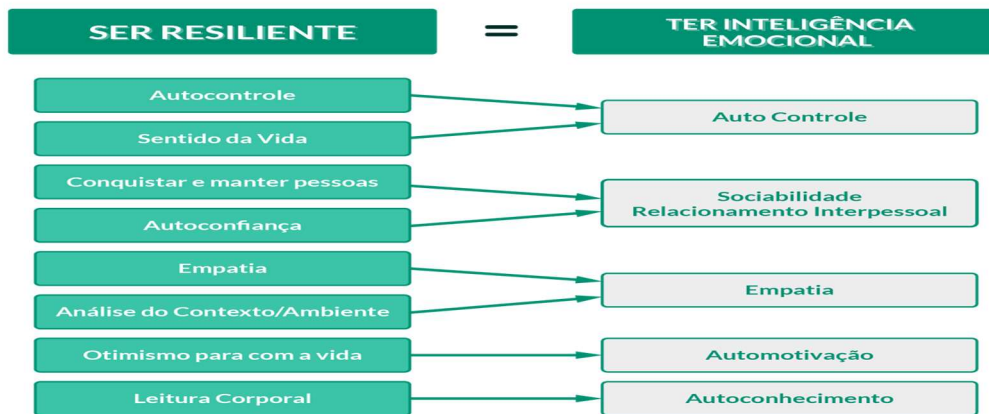 SER RESILIENTE
=
TER INTELIGÊNCIA
EMOCIONAL
Autocontrole
Sentido da Vida
Auto Controle
Conquistar e manter pessoas
Autoconfiança
Sociabilidade
Relacionamento Interpessoal
Empatia
Análise do Contexto/Ambiente
Empatia
Otimismo para com a vida
Automotivação
Leitura Corporal
Autoconhecimento